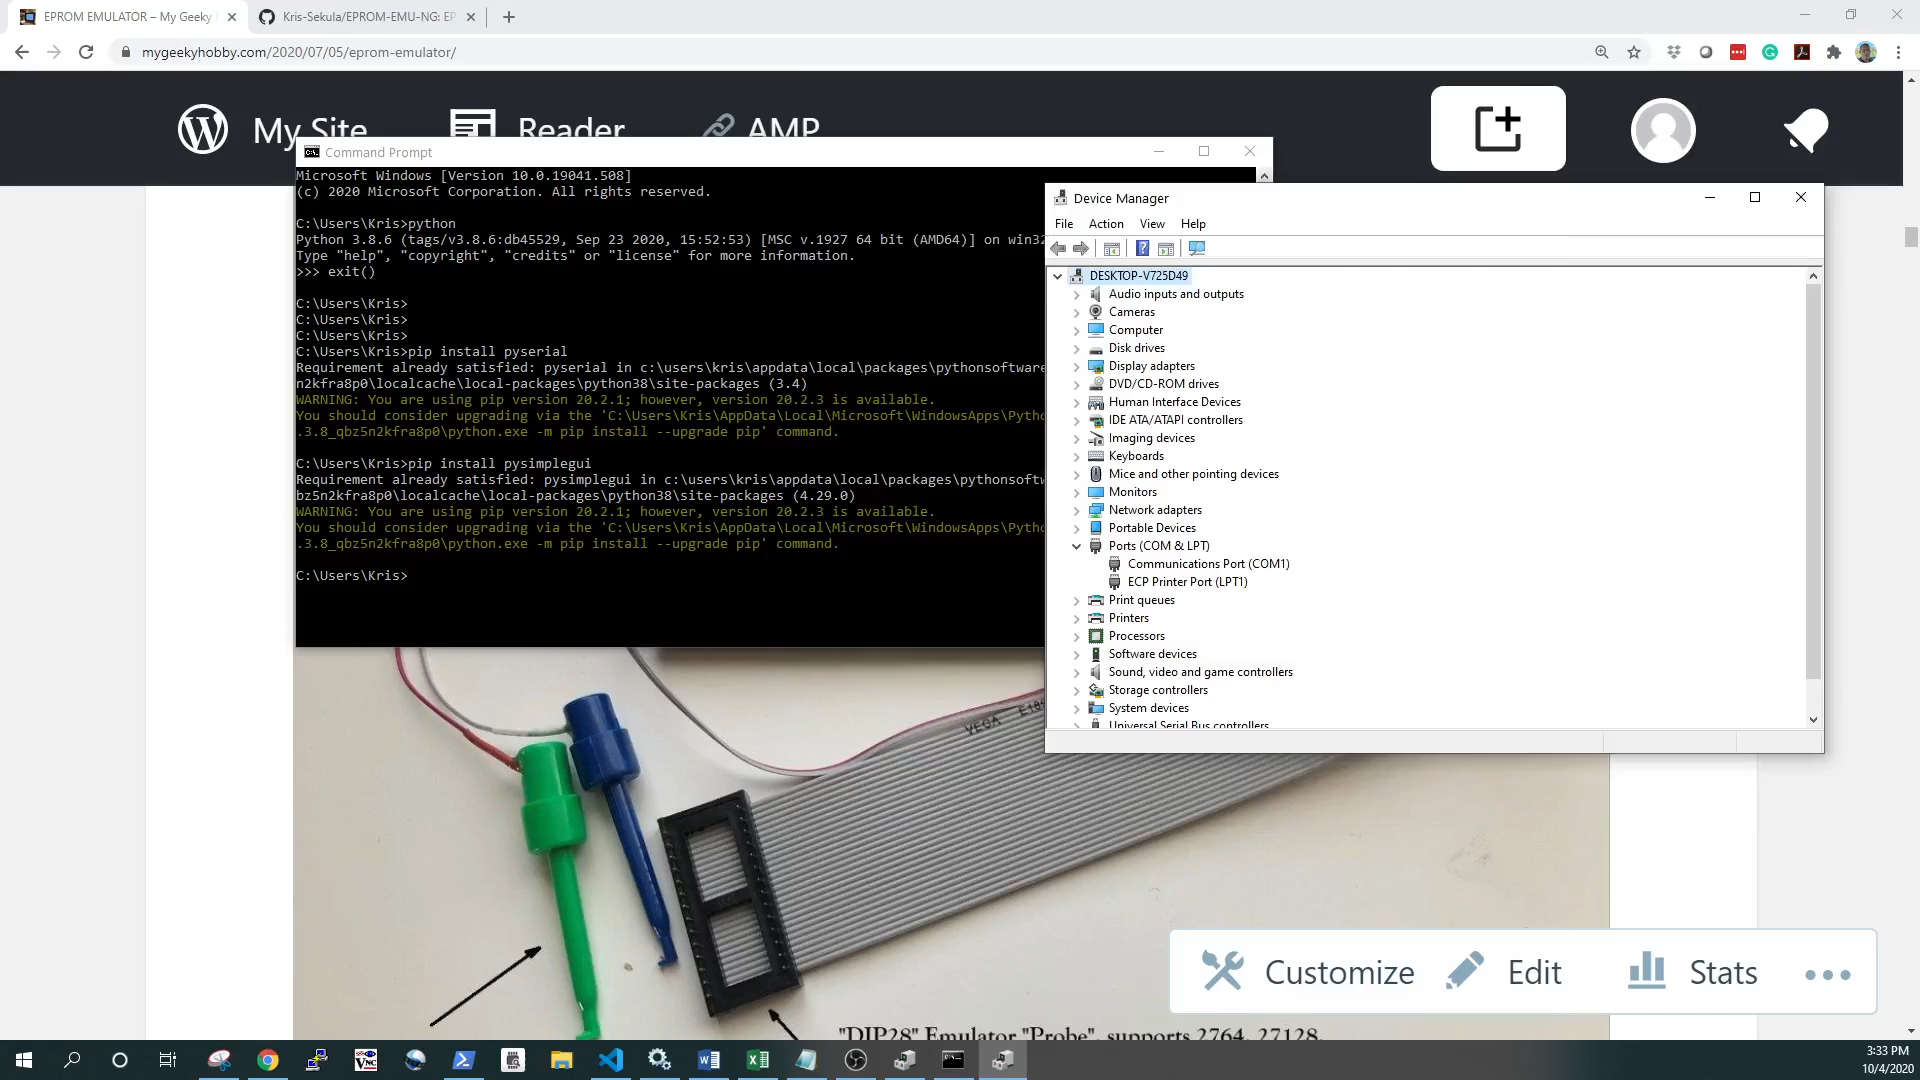 EPROM EMULATOR – My Geeky
Kris-Sekula/EPROM-EMU-NG: EP
mygeekyhobby.com/2020/07/05/eprom-emulator/
My Site
Reader
AMP
Command Prompt
Microsoft Windows [Version 10.0.19041.508]
(c) 2020 Microsoft Corporation. All rights reserved.
C:\Users\Kris>python
Python 3.8.6 (tags/v3.8.6:db45529, Sep 23 2020, 15:52:53) [MSC v.1927 64 bit (AMD64)] on win32
Type "help", "copyright", "credits" or "license" for more information.
>>> exit()
C:\Users\Kris>
C:\Users\Kris>
C:\Users\Kris>
C:\Users\Kris>pip install pyserial
Requirement already satisfied: pyserial in c:\users\kris\appdata\local\packages\pythonsoftware
n2kfra8p0\localcache\local-packages\python38\site-packages (3.4)
WARNING: You are using pip version 20.2.1; however, version 20.2.3 is available.
You should consider upgrading via the 'C:\Users\Kris\AppData\Local\Microsoft\WindowsApps\Pytho
.3.8_qbz5n2kfra8p0\python.exe -m pip install --upgrade pip' command.
C:\Users\Kris>pip install pysimplegui
Requirement already satisfied: pysimplegui in c:\users\kris\appdata\local\packages\pythonsoftw
bz5n2kfra8p0\localcache\local-packages\python38\site-packages (4.29.0)
WARNING: You are using pip version 20.2.1; however, version 20.2.3 is available.
You should consider upgrading via the 'C:\Users\Kris\AppData\Local\Microsoft\WindowsApps\Pytho
.3.8_qbz5n2kfra8p0\python.exe -m pip install --upgrade pip' command.
C:\Users\Kris>
Device Manager
File Action View Help
DESKTOP-V725D49
Audio inputs and outputs
Cameras
Computer
Disk drives
Display adapters
DVD/CD-ROM drives
Human Interface Devices
IDE ATA/ATAPI controllers
Imaging devices
Keyboards
Mice and other pointing devices
Monitors
Network adapters
Portable Devices
Ports (COM & LPT)
Communications Port (COM1)
ECP Printer Port (LPT1)
Print queues
Printers
Processors
Software devices
Sound, video and game controllers
Storage controllers
System devices
Universal Serial Bus controllers
VEGA E189
Customize
Edit
Stats
"DIP28" Emulator "Probe", supports 2764, 27128,
3:33 PM
10/4/2020